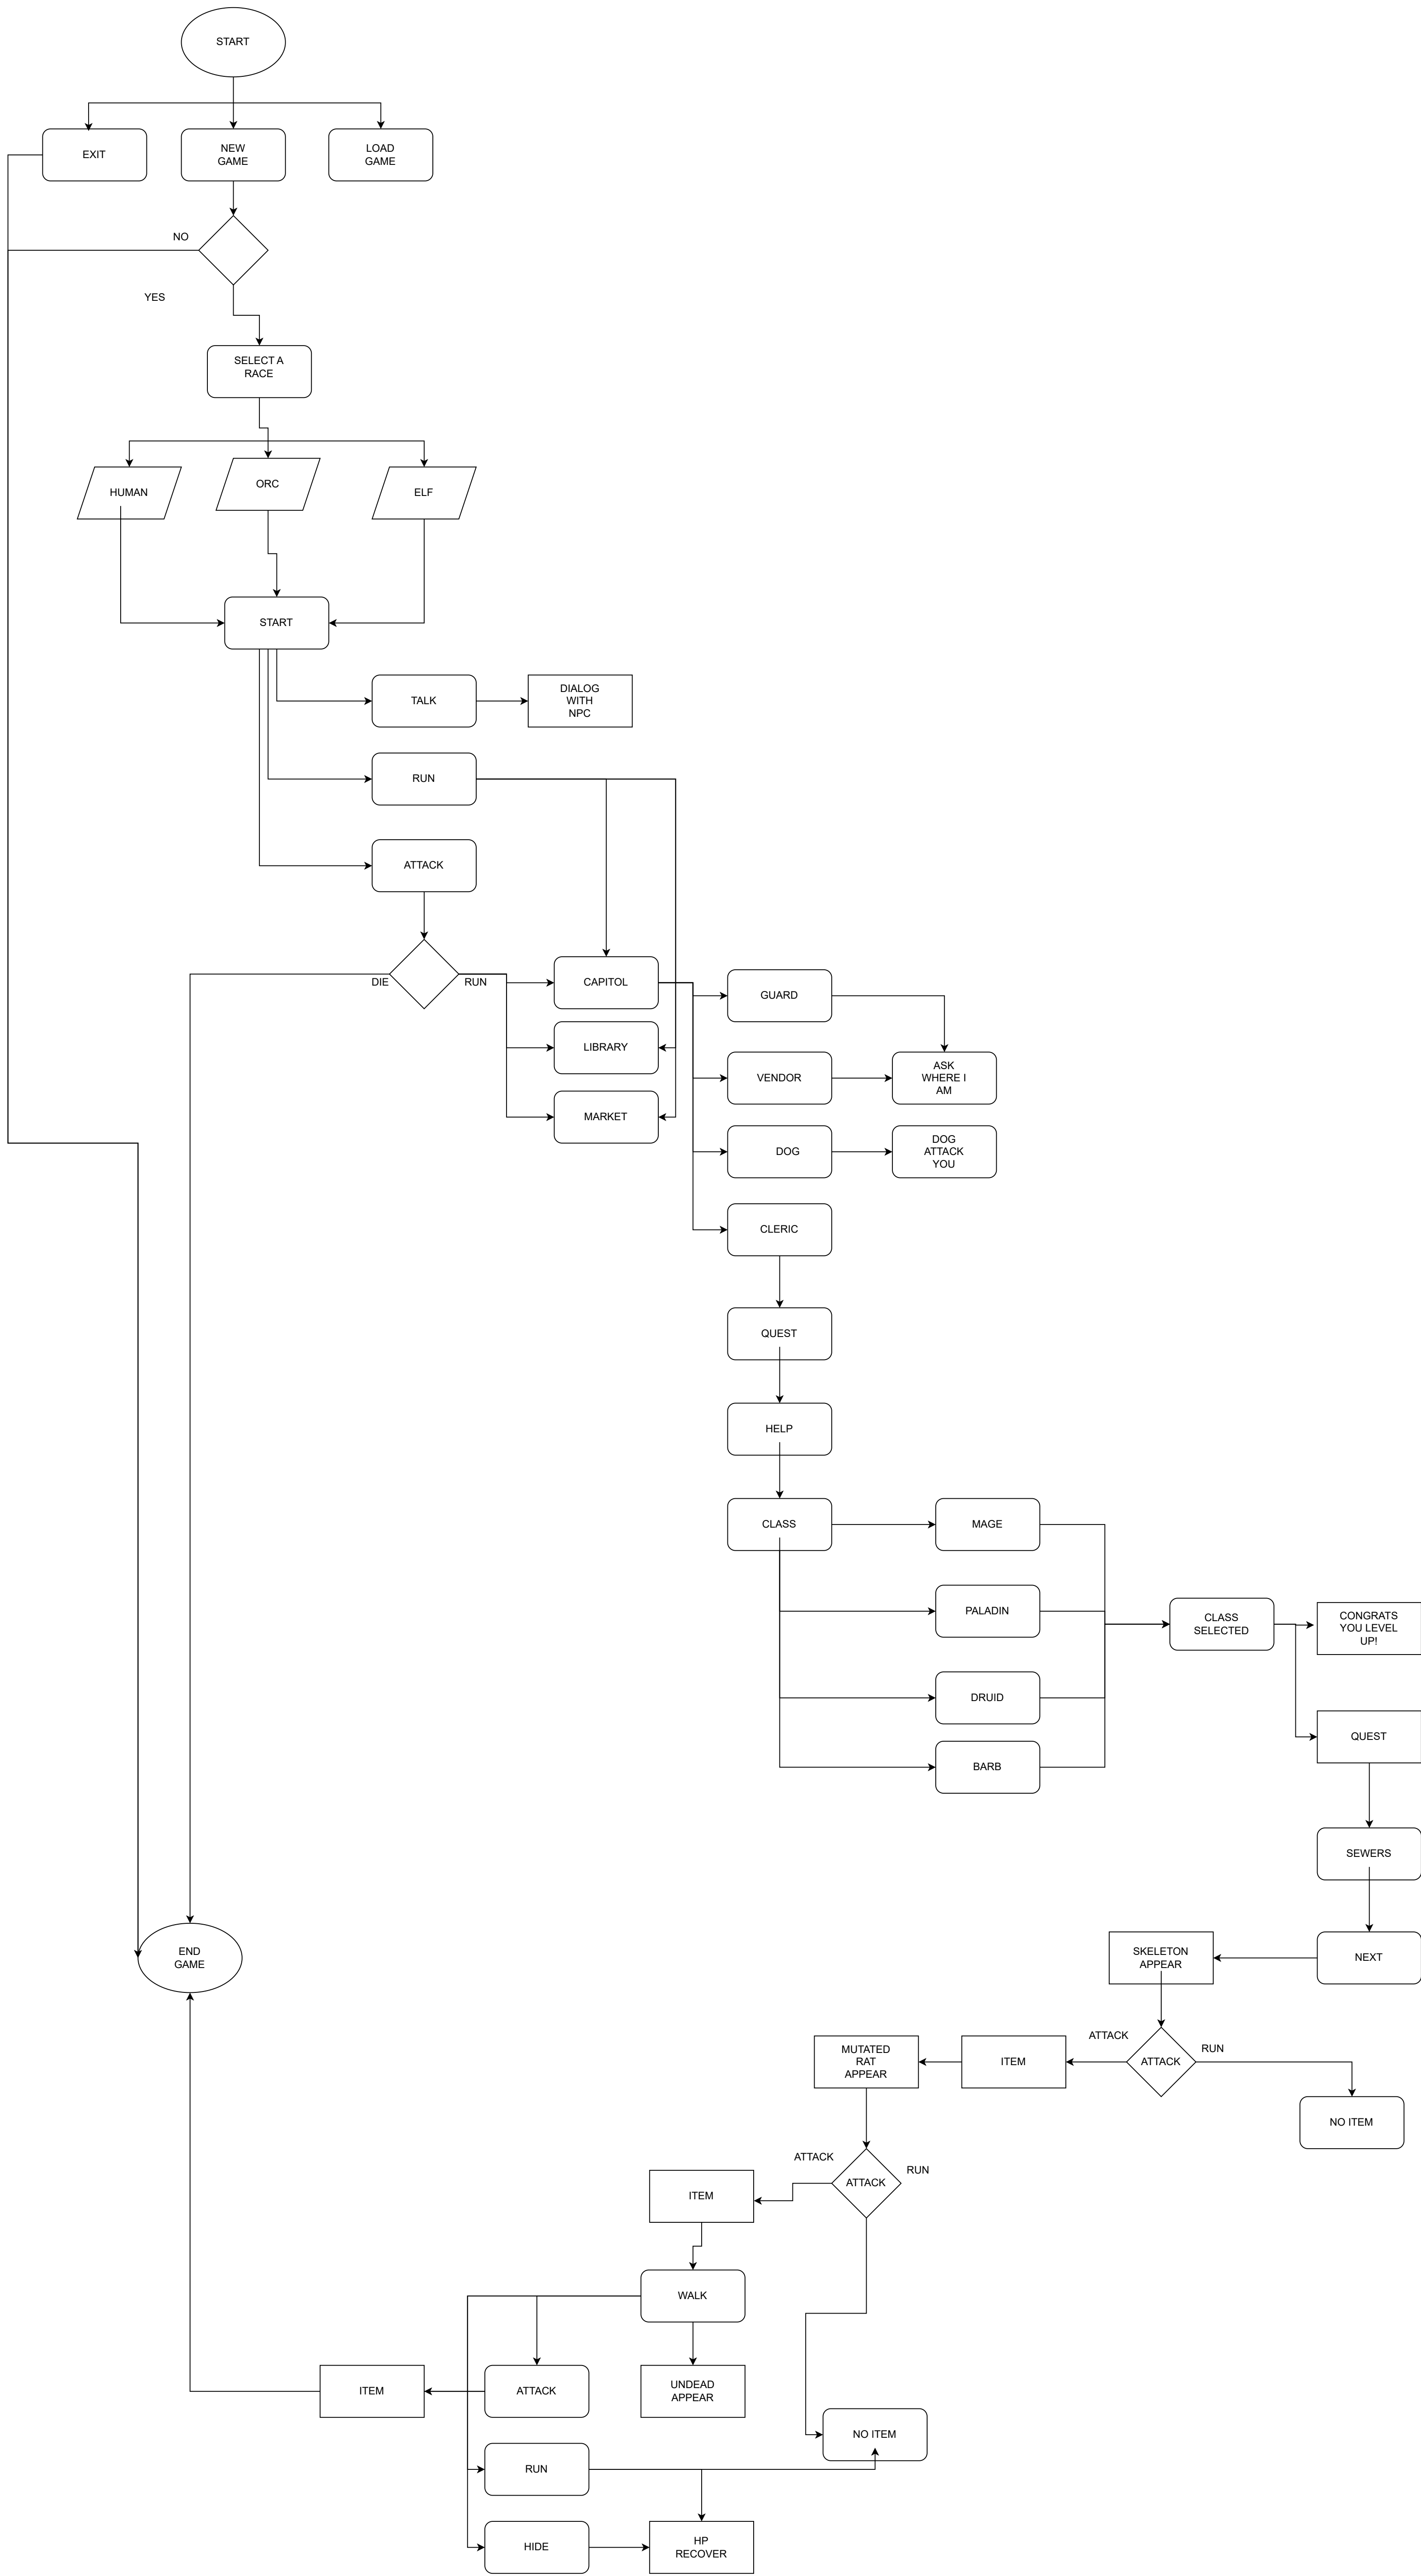 START
EXIT
NEW
GAME
LOAD
GAME
NO
YES
SELECT A
RACE
HUMAN
ORC
ELF
START
TALK
DIALOG
WITH
NPC
RUN
ATTACK
DIE
RUN
CAPITOL
GUARD
LIBRARY
VENDOR
ASK
WHERE I
AM
MARKET
DOG
DOG
ATTACK
YOU
CLERIC
QUEST
HELP
CLASS
MAGE
PALADIN
CLASS
SELECTED
CONGRATS
YOU LEVEL
UP!
DRUID
QUEST
BARB
SEWERS
END
GAME
SKELETON
APPEAR
NEXT
ATTACK
RUN
MUTATED
RAT
APPEAR
ITEM
ATTACK
NO ITEM
ATTACK
RUN
ITEM
ATTACK
WALK
ITEM
ATTACK
UNDEAD
APPEAR
NO ITEM
RUN
HIDE
HP
RECOVER